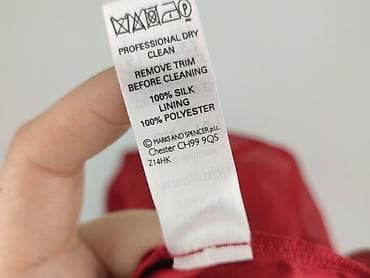 PROFESSIONAL DRY
CLEAN
REMOVE TRIM
BEFORE CLEANING
100% SILK
LINING
100% POLYESTER
© MARKS AND SPENCER p.l.c.
Chester CH99 9QS
Z14HK